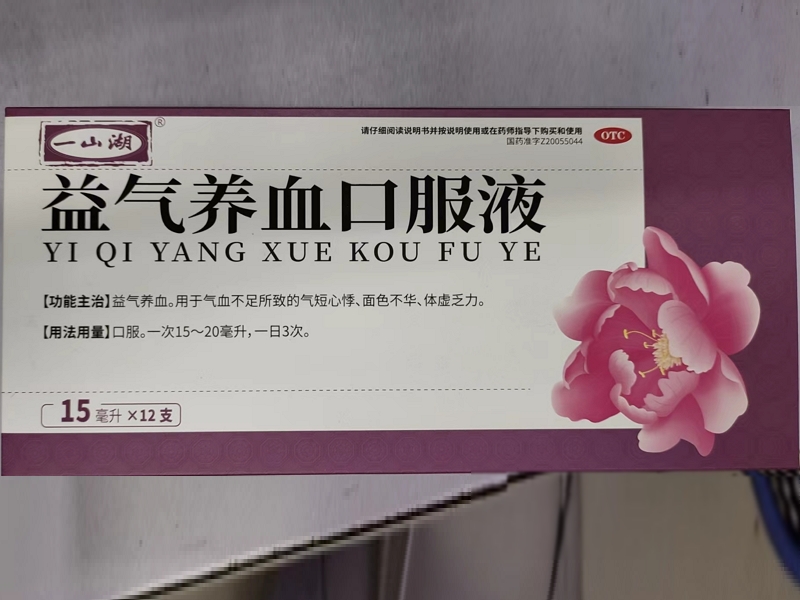 一山湖
®
请仔细阅读说明书并按说明使用或在药师指导下购买和使用
国药准字Z20055044
OTC
益气养血口服液
YI QI YANG XUE KOU FU YE
【功能主治】益气养血。用于气血不足所致的气短心悸、面色不华、体虚乏力。
【用法用量】口服。一次15～20毫升,一日3次。
15毫升×12支